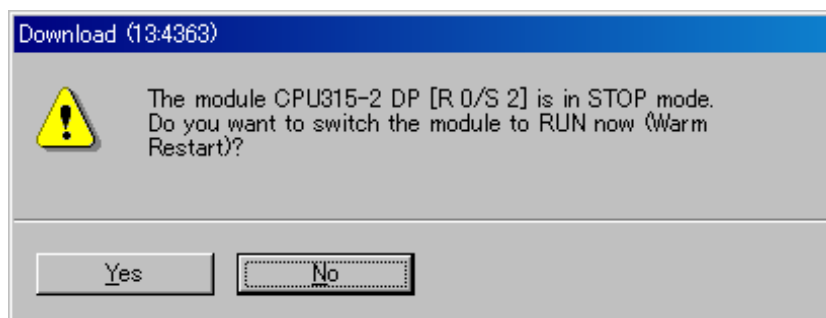 Download (13:4363)
The module CPU315-2 DP [R 0/S 2] is in STOP mode.
Do you want to switch the module to RUN now (Warm
Restart)?
Yes
No